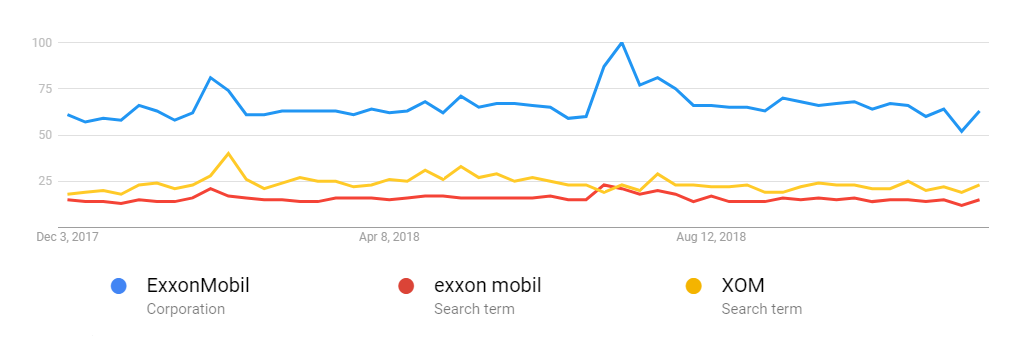 100
75
50
25
Dec 3, 2017 Apr 8, 2018 Aug 12, 2018
ExxonMobil exxon mobil XOM
Corporation Search term Search term